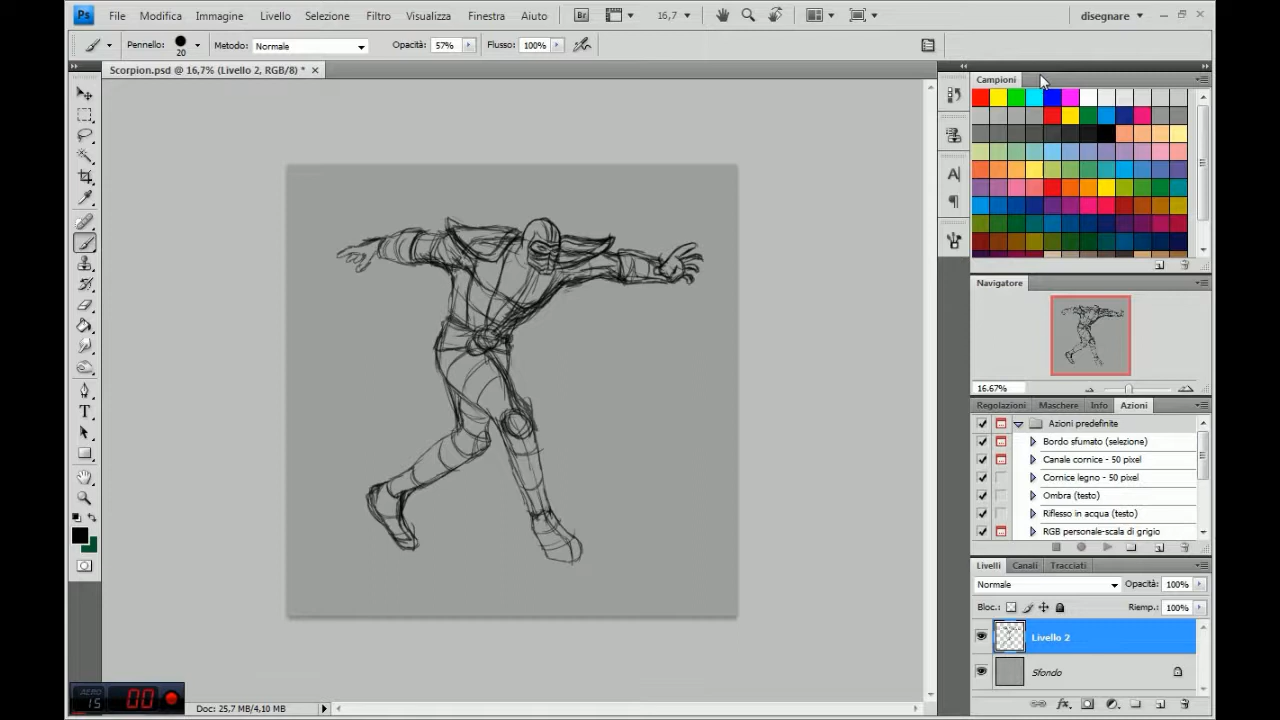 Ps File Modifica Immagine Livello Selezione Filtro Visualizza Finestra Aiuto Br 16,7 disegnare
Pennello: 20 Metodo: Normale Opacità: 57% Flusso: 100%
Scorpion.psd @ 16,7% (Livello 2, RGB/8) *
Campioni
Navigatore
16.67%
Regolazioni Maschere Info Azioni
Azioni predefinite
Bordo sfumato (selezione)
Canale cornice - 50 pixel
Cornice legno - 50 pixel
Ombra (testo)
Riflesso in acqua (testo)
RGB personale-scala di grigio
Livelli Canali Tracciati
Normale Opacità: 100%
Bloc.: Riemp.: 100%
Livello 2
Sfondo
AERO
15 00
Doc: 25,7 MB/4,10 MB